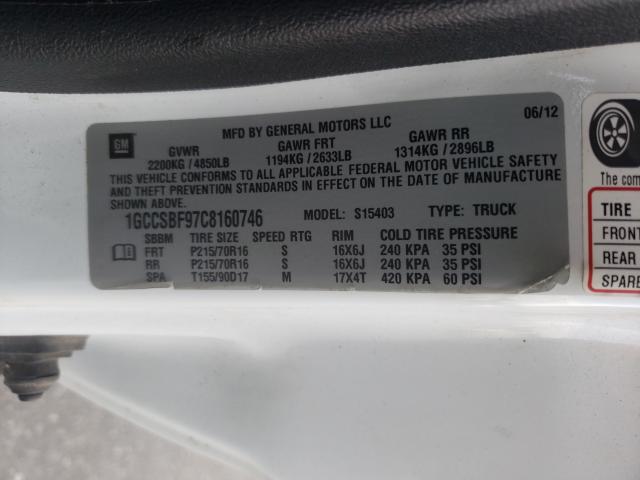 MFD BY GENERAL MOTORS LLC 06/12
GM GVWR GAWR FRT GAWR RR
2200KG/4850LB 1194KG/2633LB 1314KG/2896LB
THIS VEHICLE CONFORMS TO ALL APPLICABLE FEDERAL MOTOR VEHICLE SAFETY
AND THEFT PREVENTION STANDARDS IN EFFECT ON THE DATE OF MANUFACTURE
SHOWN ABOVE.
1GCCSBF97C8160746 MODEL: S15403 TYPE: TRUCK
SBBM TIRE SIZE SPEED RTG RIM COLD TIRE PRESSURE
FRT P215/70R16 S 16X6J 240 KPA 35 PSI
RR P215/70R16 S 16X6J 240 KPA 35 PSI
SPA T155/90D17 M 17X4T 420 KPA 60 PSI
The com
TIRE
FRONT
REAR
SPARE